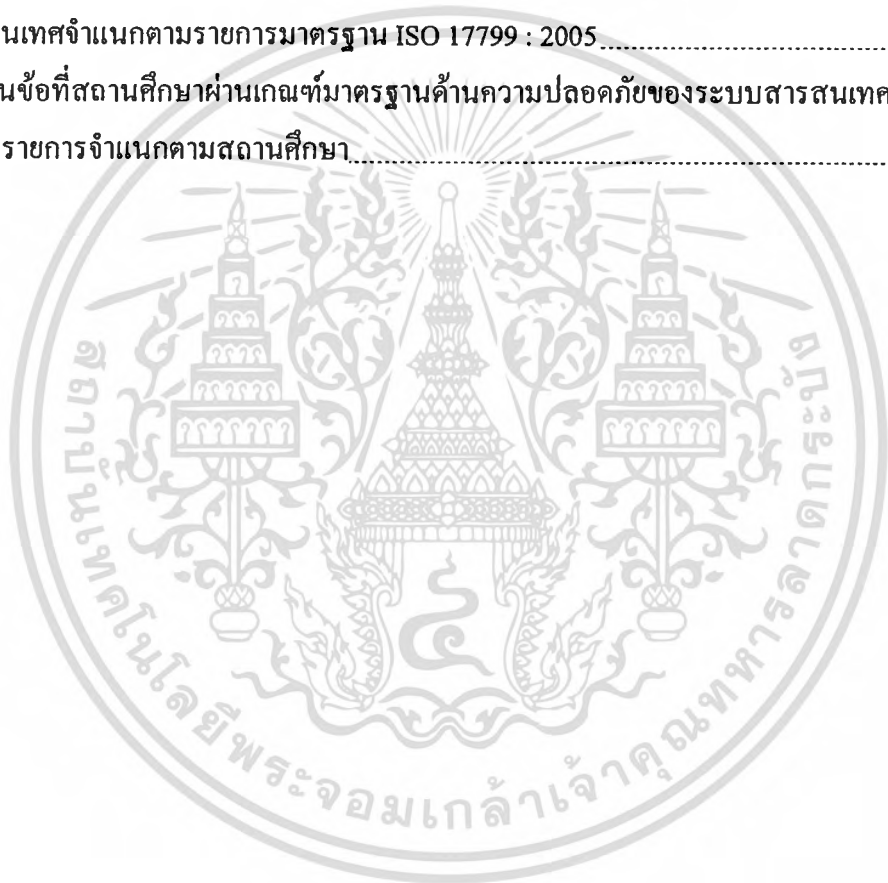 นเทศจำแนกตามรายการมาตรฐาน ISO 17799 : 2005
นข้อที่สถานศึกษาผ่านเกณฑ์มาตรฐานด้านความปลอดภัยของระบบสารสนเทศ
รายการจำแนกตามสถานศึกษา
สถาบันเทคโนโลยีพระจอมเกล้าเจ้าคุณทหารลาดกระบัง